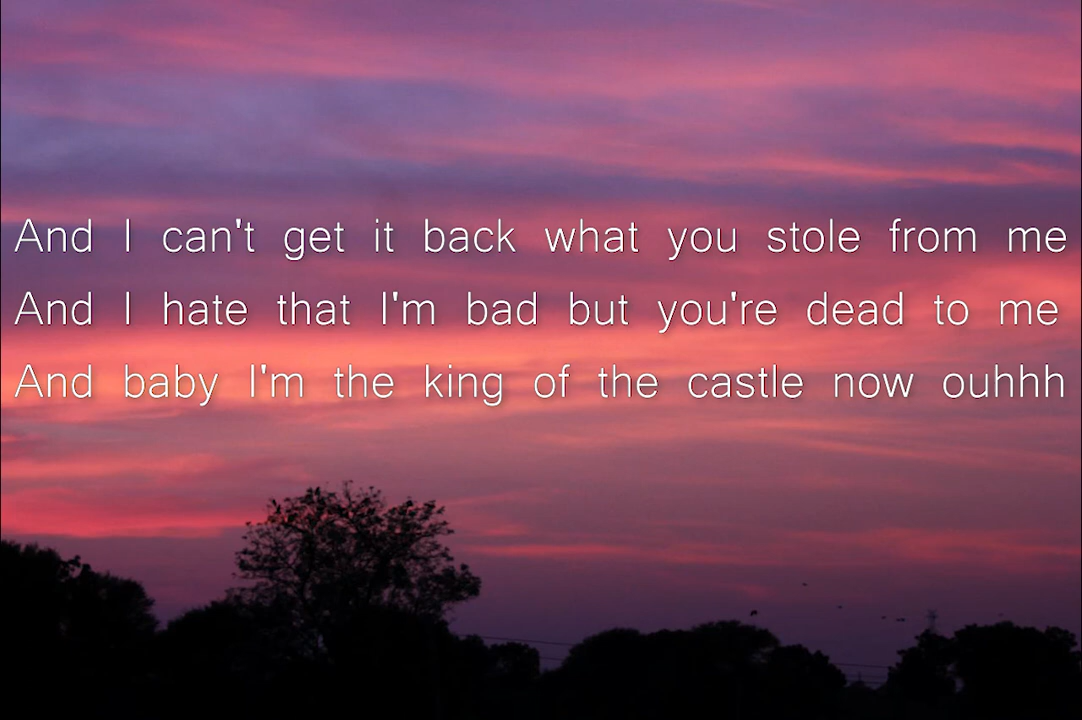 And I can't get it back what you stole from me
And I hate that I'm bad but you're dead to me
And baby I'm the king of the castle now ouhhh